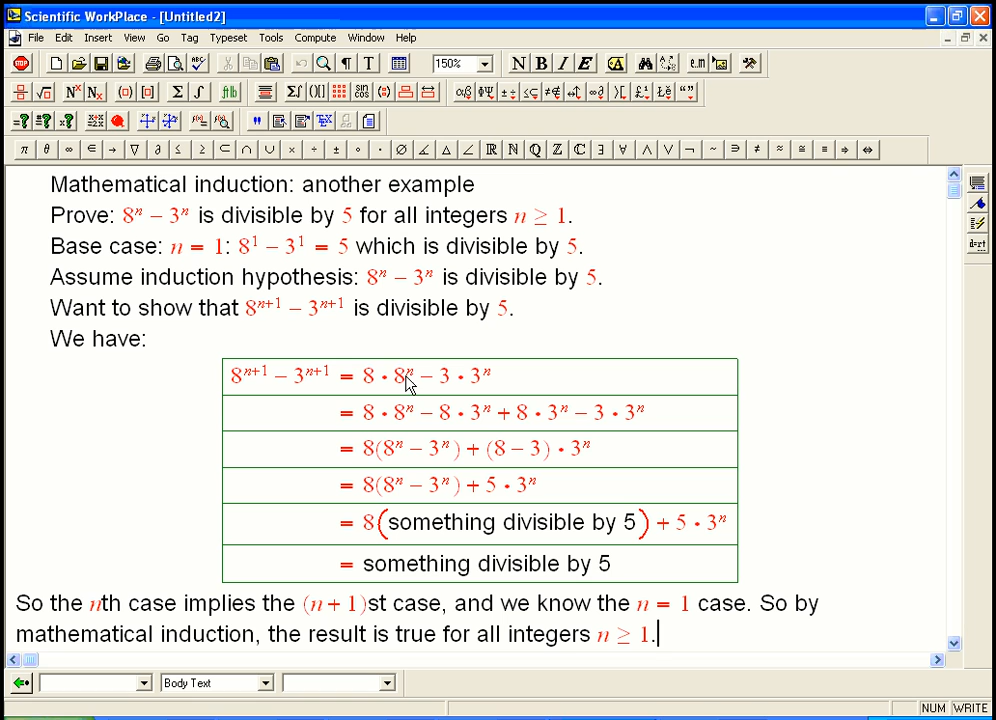 Scientific WorkPlace - [Untitled2]
File Edit Insert View Go Tag Typeset Tools Compute Window Help
150%
Mathematical induction: another example
Prove: 8ⁿ − 3ⁿ is divisible by 5 for all integers n ≥ 1.
Base case: n = 1: 8¹ − 3¹ = 5 which is divisible by 5.
Assume induction hypothesis: 8ⁿ − 3ⁿ is divisible by 5.
Want to show that 8ⁿ⁺¹ − 3ⁿ⁺¹ is divisible by 5.
We have:
8ⁿ⁺¹ − 3ⁿ⁺¹ = 8 · 8ⁿ − 3 · 3ⁿ
= 8 · 8ⁿ − 8 · 3ⁿ + 8 · 3ⁿ − 3 · 3ⁿ
= 8(8ⁿ − 3ⁿ) + (8 − 3) · 3ⁿ
= 8(8ⁿ − 3ⁿ) + 5 · 3ⁿ
= 8(something divisible by 5) + 5 · 3ⁿ
= something divisible by 5
So the nth case implies the (n + 1)st case, and we know the n = 1 case. So by
mathematical induction, the result is true for all integers n ≥ 1.
Body Text
NUM WRITE